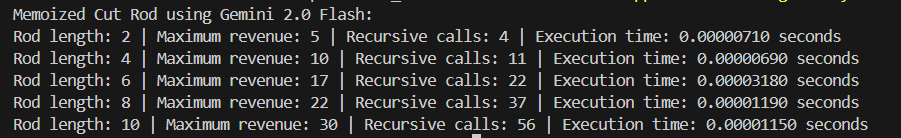 Memoized Cut Rod using Gemini 2.0 Flash:
Rod length: 2 | Maximum revenue: 5 | Recursive calls: 4 | Execution time: 0.00000710 seconds
Rod length: 4 | Maximum revenue: 10 | Recursive calls: 11 | Execution time: 0.00000690 seconds
Rod length: 6 | Maximum revenue: 17 | Recursive calls: 22 | Execution time: 0.00003180 seconds
Rod length: 8 | Maximum revenue: 22 | Recursive calls: 37 | Execution time: 0.00001190 seconds
Rod length: 10 | Maximum revenue: 30 | Recursive calls: 56 | Execution time: 0.00001150 seconds